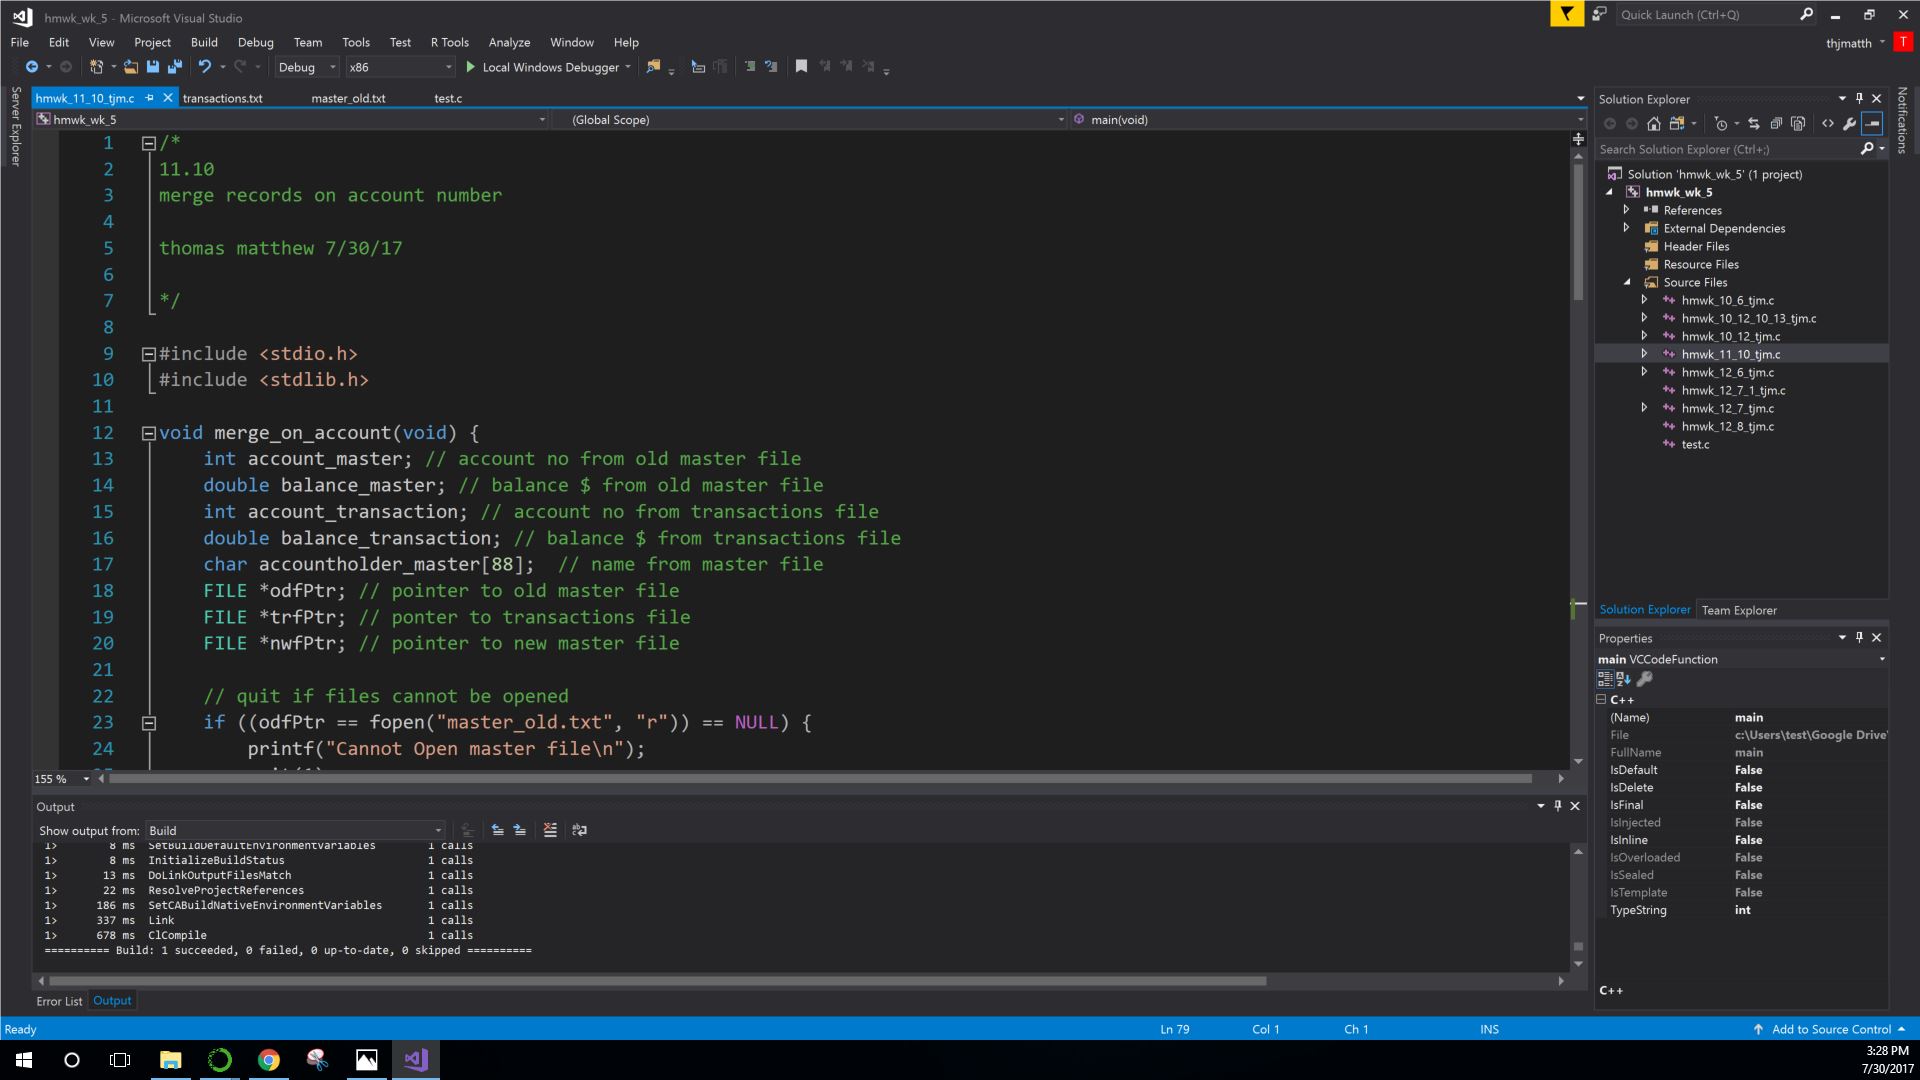 hmwk_wk_5 - Microsoft Visual Studio
Quick Launch (Ctrl+Q)
File Edit View Project Build Debug Team Tools Test R Tools Analyze Window Help
thjmatth T
Debug x86 Local Windows Debugger
Server Explorer
hmwk_11_10_tjm.c transactions.txt master_old.txt test.c
hmwk_wk_5 (Global Scope) main(void)
1 /*
2 11.10
3 merge records on account number
4
5 thomas matthew 7/30/17
6
7 */
8
9 #include <stdio.h>
10 #include <stdlib.h>
11
12 void merge_on_account(void) {
13 int account_master; // account no from old master file
14 double balance_master; // balance $ from old master file
15 int account_transaction; // account no from transactions file
16 double balance_transaction; // balance $ from transactions file
17 char accountholder_master[88]; // name from master file
18 FILE *odfPtr; // pointer to old master file
19 FILE *trfPtr; // ponter to transactions file
20 FILE *nwfPtr; // pointer to new master file
21
22 // quit if files cannot be opened
23 if ((odfPtr == fopen("master_old.txt", "r")) == NULL) {
24 printf("Cannot Open master file\n");
155 %
Output
Show output from: Build
1> 8 ms SetBuildDefaultEnvironmentVariables 1 calls
1> 8 ms InitializeBuildStatus 1 calls
1> 13 ms DoLinkOutputFilesMatch 1 calls
1> 22 ms ResolveProjectReferences 1 calls
1> 186 ms SetCABuildNativeEnvironmentVariables 1 calls
1> 337 ms Link 1 calls
1> 678 ms ClCompile 1 calls
========== Build: 1 succeeded, 0 failed, 0 up-to-date, 0 skipped ==========
Error List Output
Solution Explorer
Notifications
Search Solution Explorer (Ctrl+;)
Solution 'hmwk_wk_5' (1 project)
hmwk_wk_5
References
External Dependencies
Header Files
Resource Files
Source Files
hmwk_10_6_tjm.c
hmwk_10_12_10_13_tjm.c
hmwk_10_12_tjm.c
hmwk_11_10_tjm.c
hmwk_12_6_tjm.c
hmwk_12_7_1_tjm.c
hmwk_12_7_tjm.c
hmwk_12_8_tjm.c
test.c
Solution Explorer Team Explorer
Properties
main VCCodeFunction
C++
(Name) main
File c:\Users\test\Google Drive\
FullName main
IsDefault False
IsDelete False
IsFinal False
IsInjected False
IsInline False
IsOverloaded False
IsSealed False
IsTemplate False
TypeString int
C++
Ready Ln 79 Col 1 Ch 1 INS Add to Source Control
3:28 PM
7/30/2017